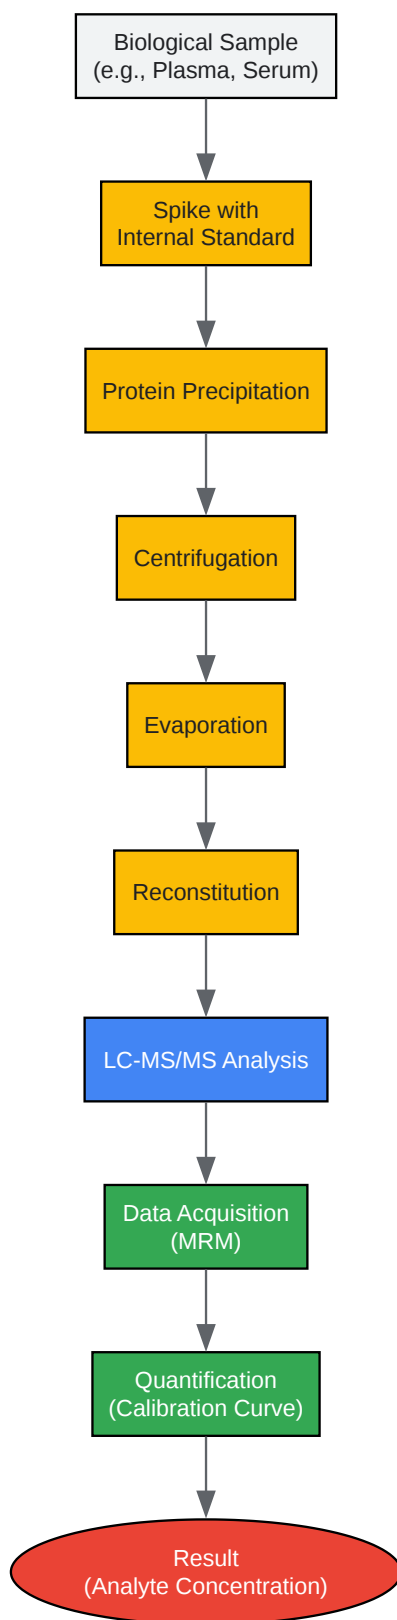 Biological Sample
(e.g., Plasma, Serum)
Spike with
Internal Standard
Protein Precipitation
Centrifugation
Evaporation
Reconstitution
LC-MS/MS Analysis
Data Acquisition
(MRM)
Quantification
(Calibration Curve)
Result
(Analyte Concentration)